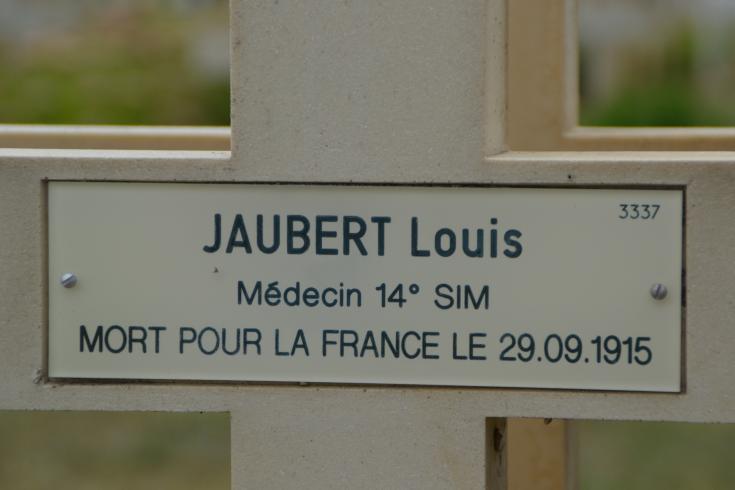 3337
JAUBERT Louis
Médecin 14° SIM
MORT POUR LA FRANCE LE 29.09.1915